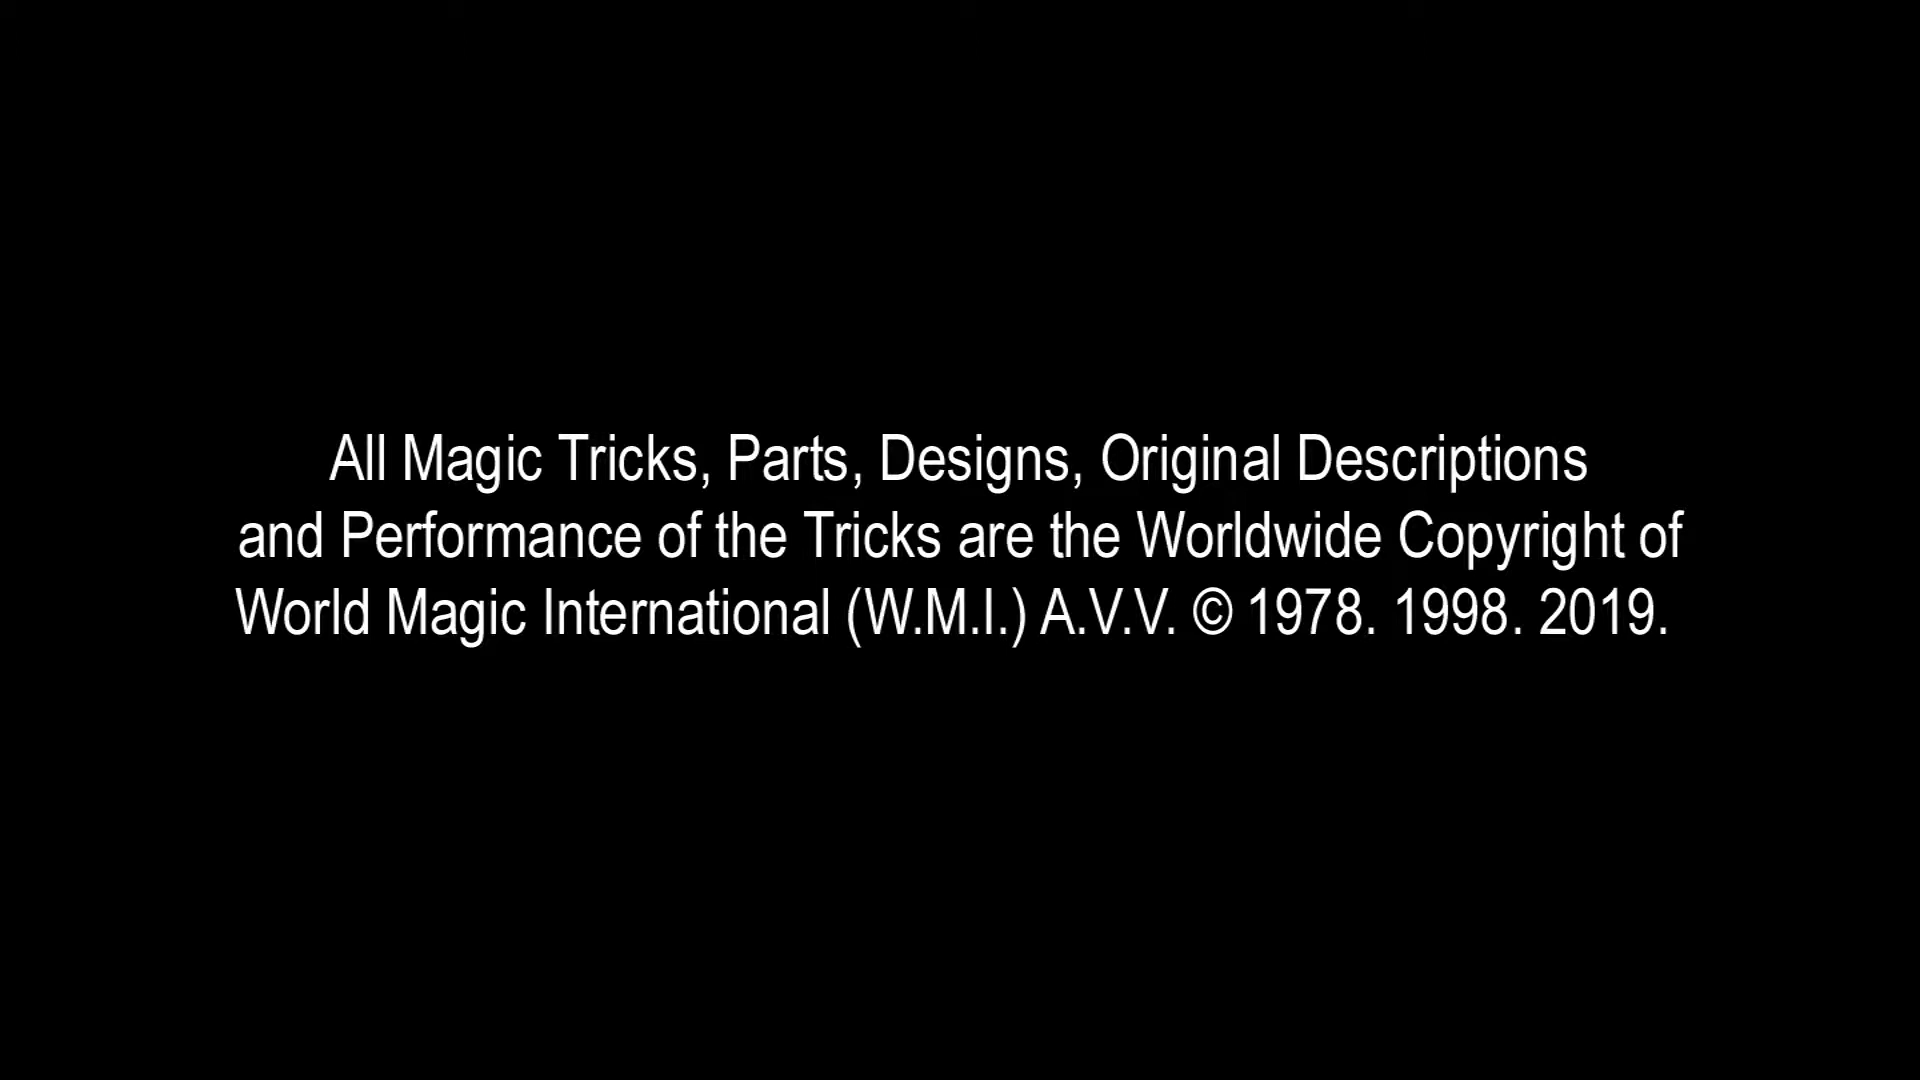 All Magic Tricks, Parts, Designs, Original Descriptions
and Performance of the Tricks are the Worldwide Copyright of
World Magic International (W.M.I.) A.V.V. © 1978. 1998. 2019.